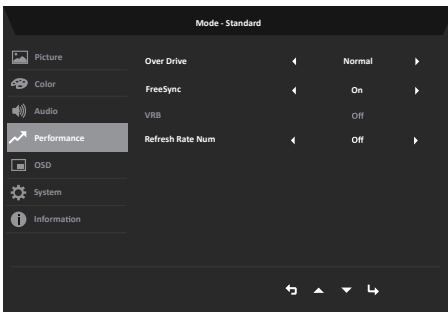 Mode - Standard
Picture
Color
Audio
Performance
OSD
System
Information
Over Drive Normal
FreeSync On
VRB Off
Refresh Rate Num Off